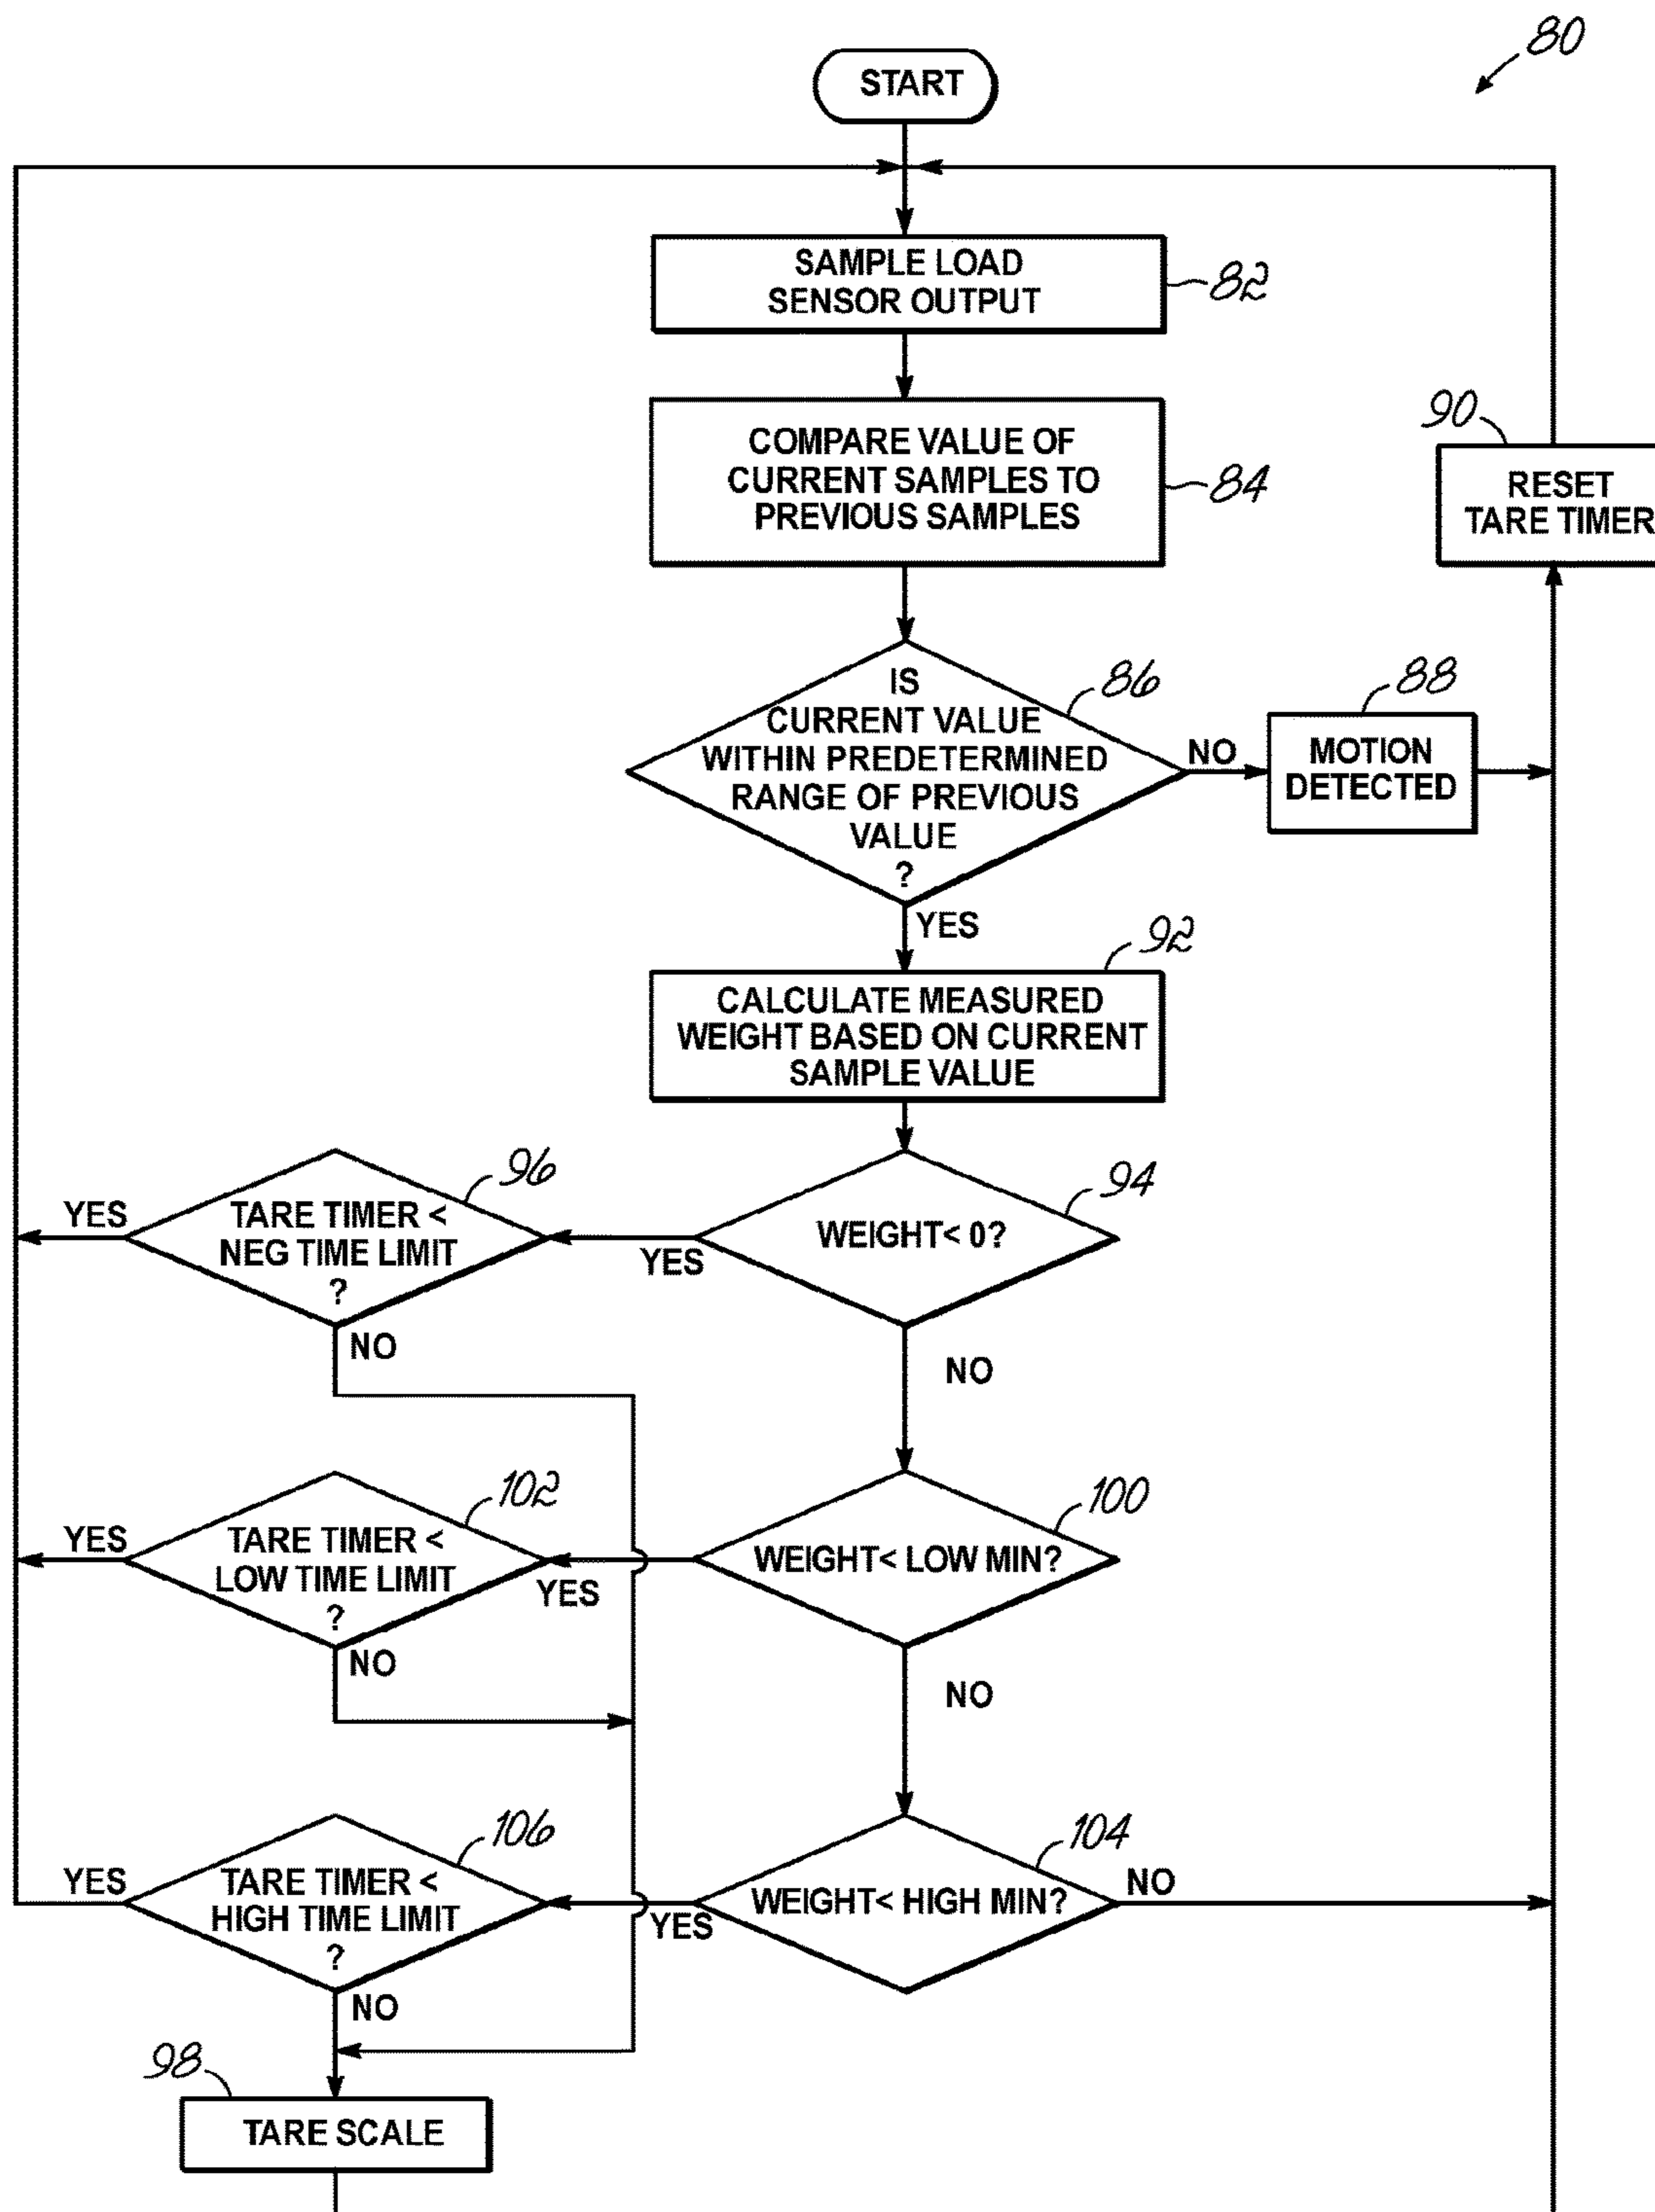 80
START
SAMPLE LOAD
SENSOR OUTPUT
82
COMPARE VALUE OF
CURRENT SAMPLES TO
PREVIOUS SAMPLES
84
90
RESET
TARE TIMER
IS
CURRENT VALUE
WITHIN PREDETERMINED
RANGE OF PREVIOUS
VALUE
?
86
NO
88
MOTION
DETECTED
YES
92
CALCULATE MEASURED
WEIGHT BASED ON CURRENT
SAMPLE VALUE
YES
TARE TIMER <
NEG TIME LIMIT
?
96
YES
WEIGHT< 0?
94
NO
NO
YES
TARE TIMER <
LOW TIME LIMIT
?
102
YES
WEIGHT< LOW MIN?
100
NO
NO
YES
TARE TIMER <
HIGH TIME LIMIT
?
106
YES
WEIGHT< HIGH MIN?
104
NO
NO
98
TARE SCALE